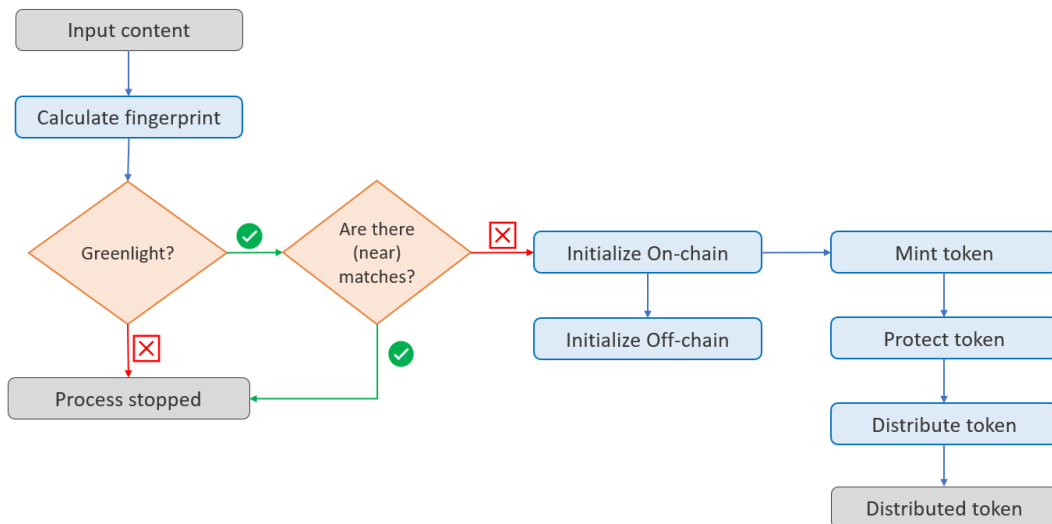 Input content
Calculate fingerprint
Greenlight?
Are there
(near)
matches?
Initialize On-chain
Mint token
Initialize Off-chain
Protect token
Process stopped
Distribute token
Distributed token